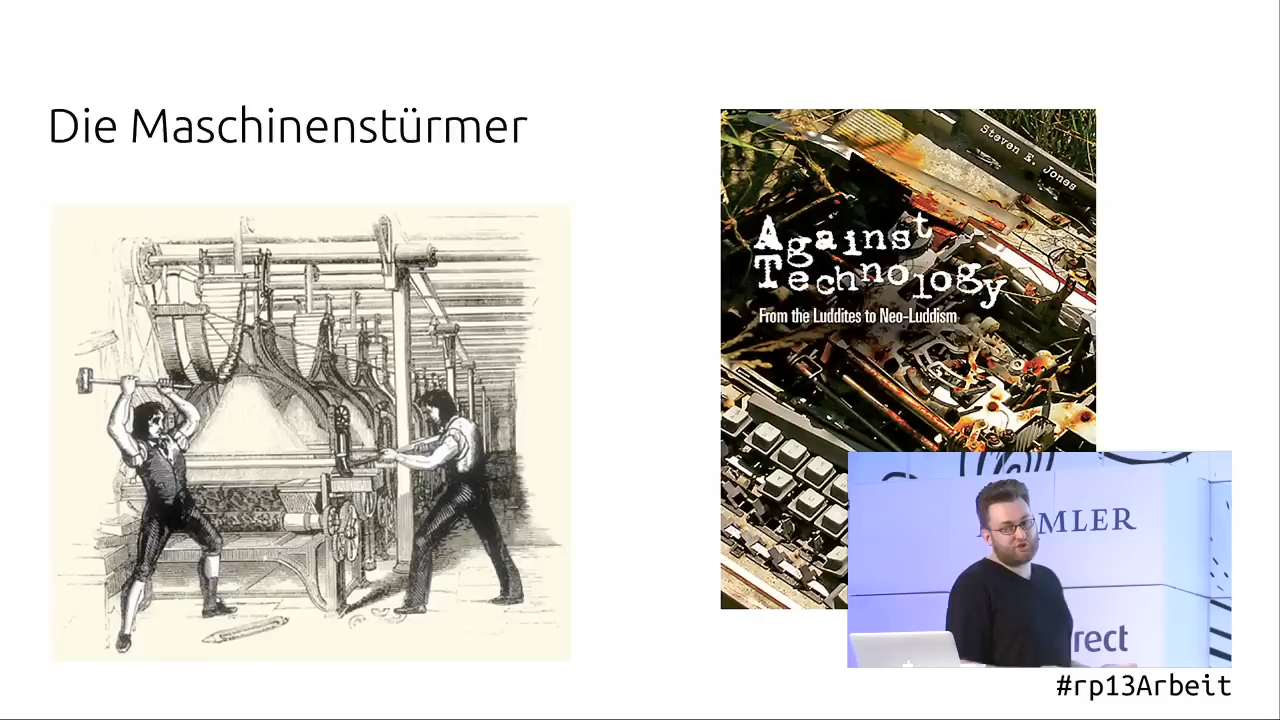 Die Maschinenstürmer
Steven E. Jones
Against
Technology
From the Luddites to Neo-Luddism
MLER
rect
#rp13Arbeit